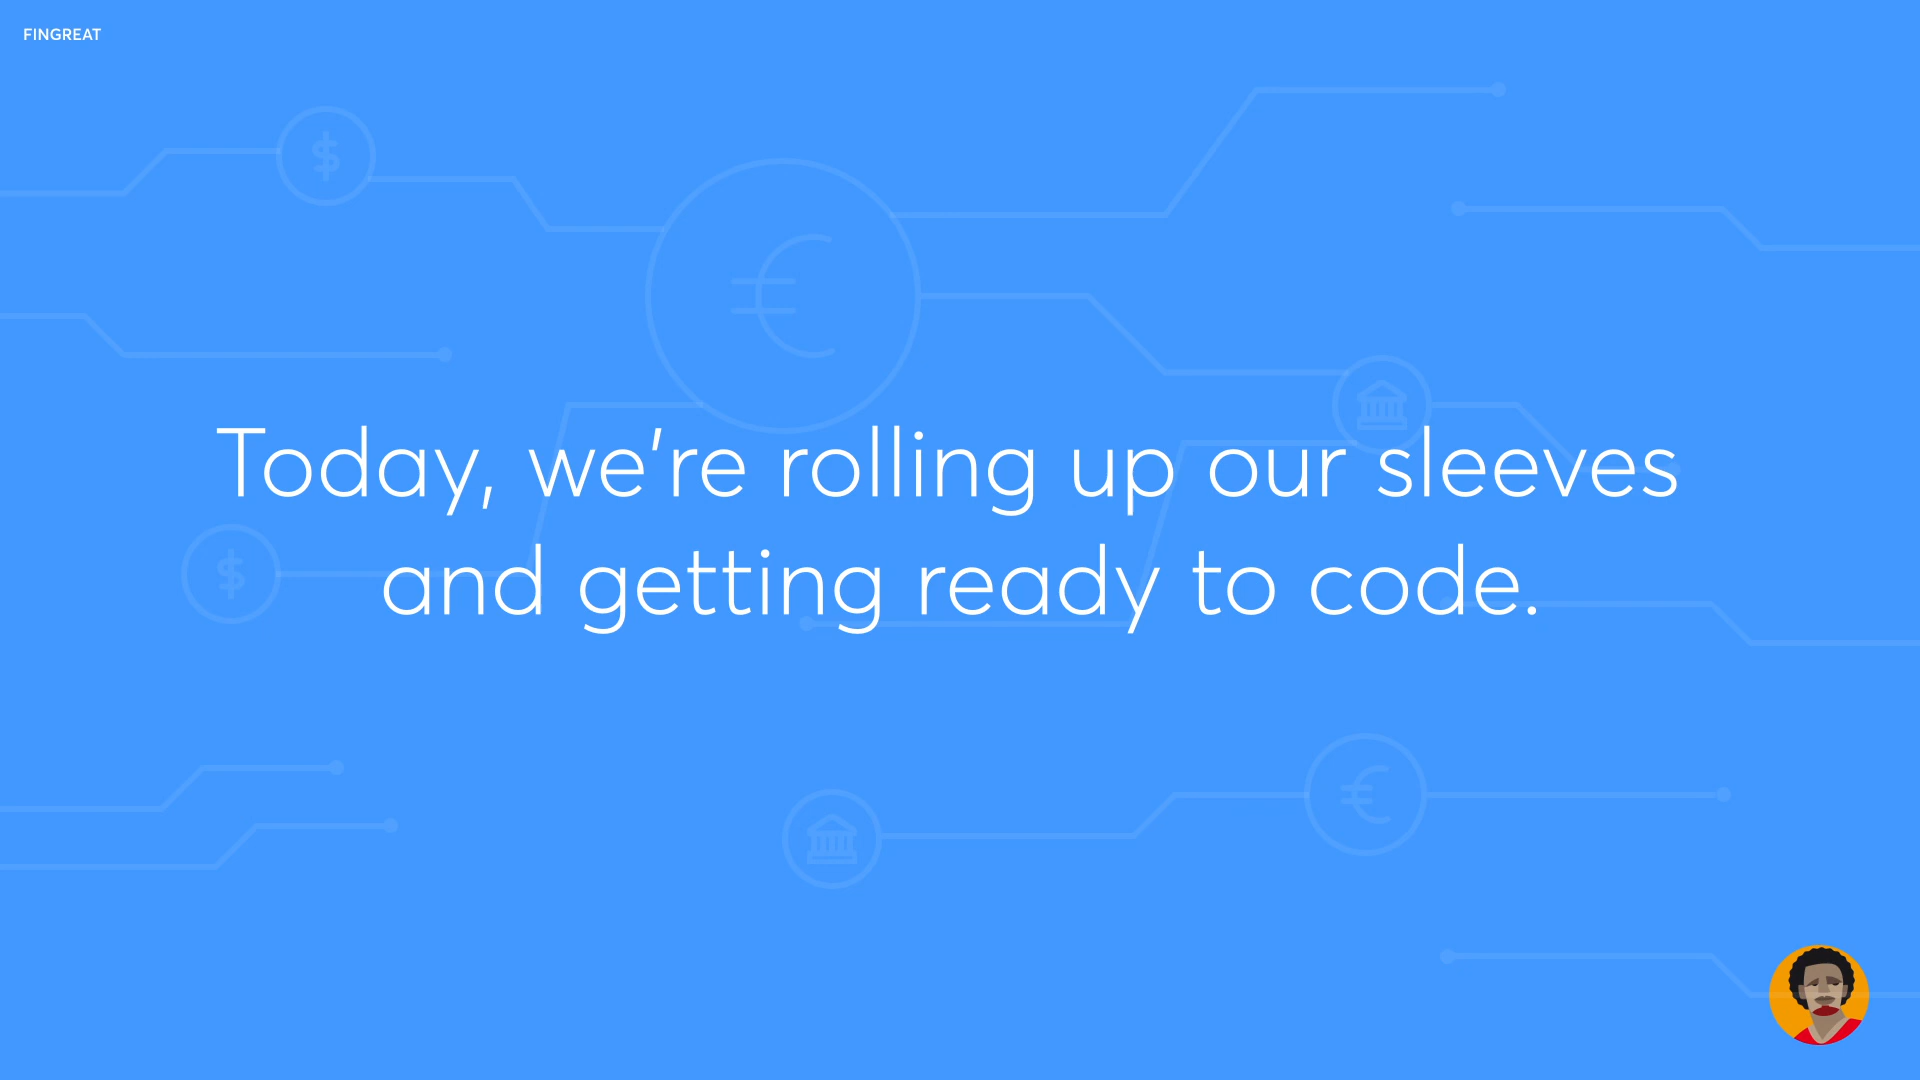 FINGREAT
Today, we're rolling up our sleeves
and getting ready to code.